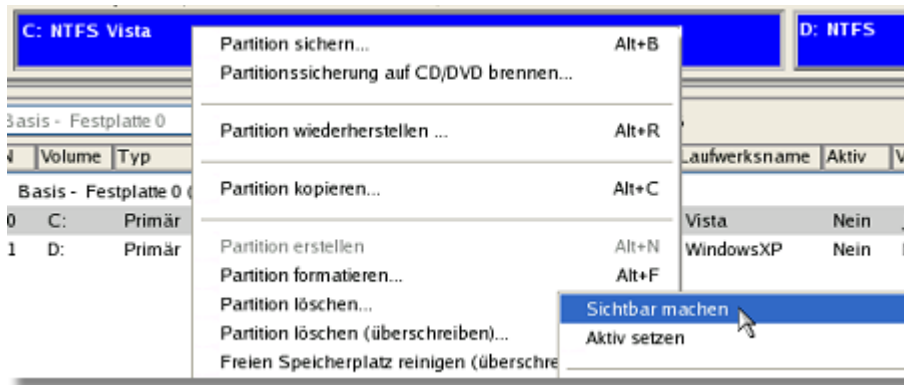 C: NTFS Vista
D: NTFS
Partition sichern... Alt+B
Partitionssicherung auf CD/DVD brennen...
Basis - Festplatte 0
Partition wiederherstellen ... Alt+R
Volume Typ
Laufwerksname Aktiv
Partition kopieren... Alt+C
Basis - Festplatte 0 (
0 C: Primär Vista Nein
Partition erstellen Alt+N
1 D: Primär WindowsXP Nein
Partition formatieren... Alt+F
Partition löschen...
Sichtbar machen
Partition löschen (überschreiben)...
Aktiv setzen
Freien Speicherplatz reinigen (überschre